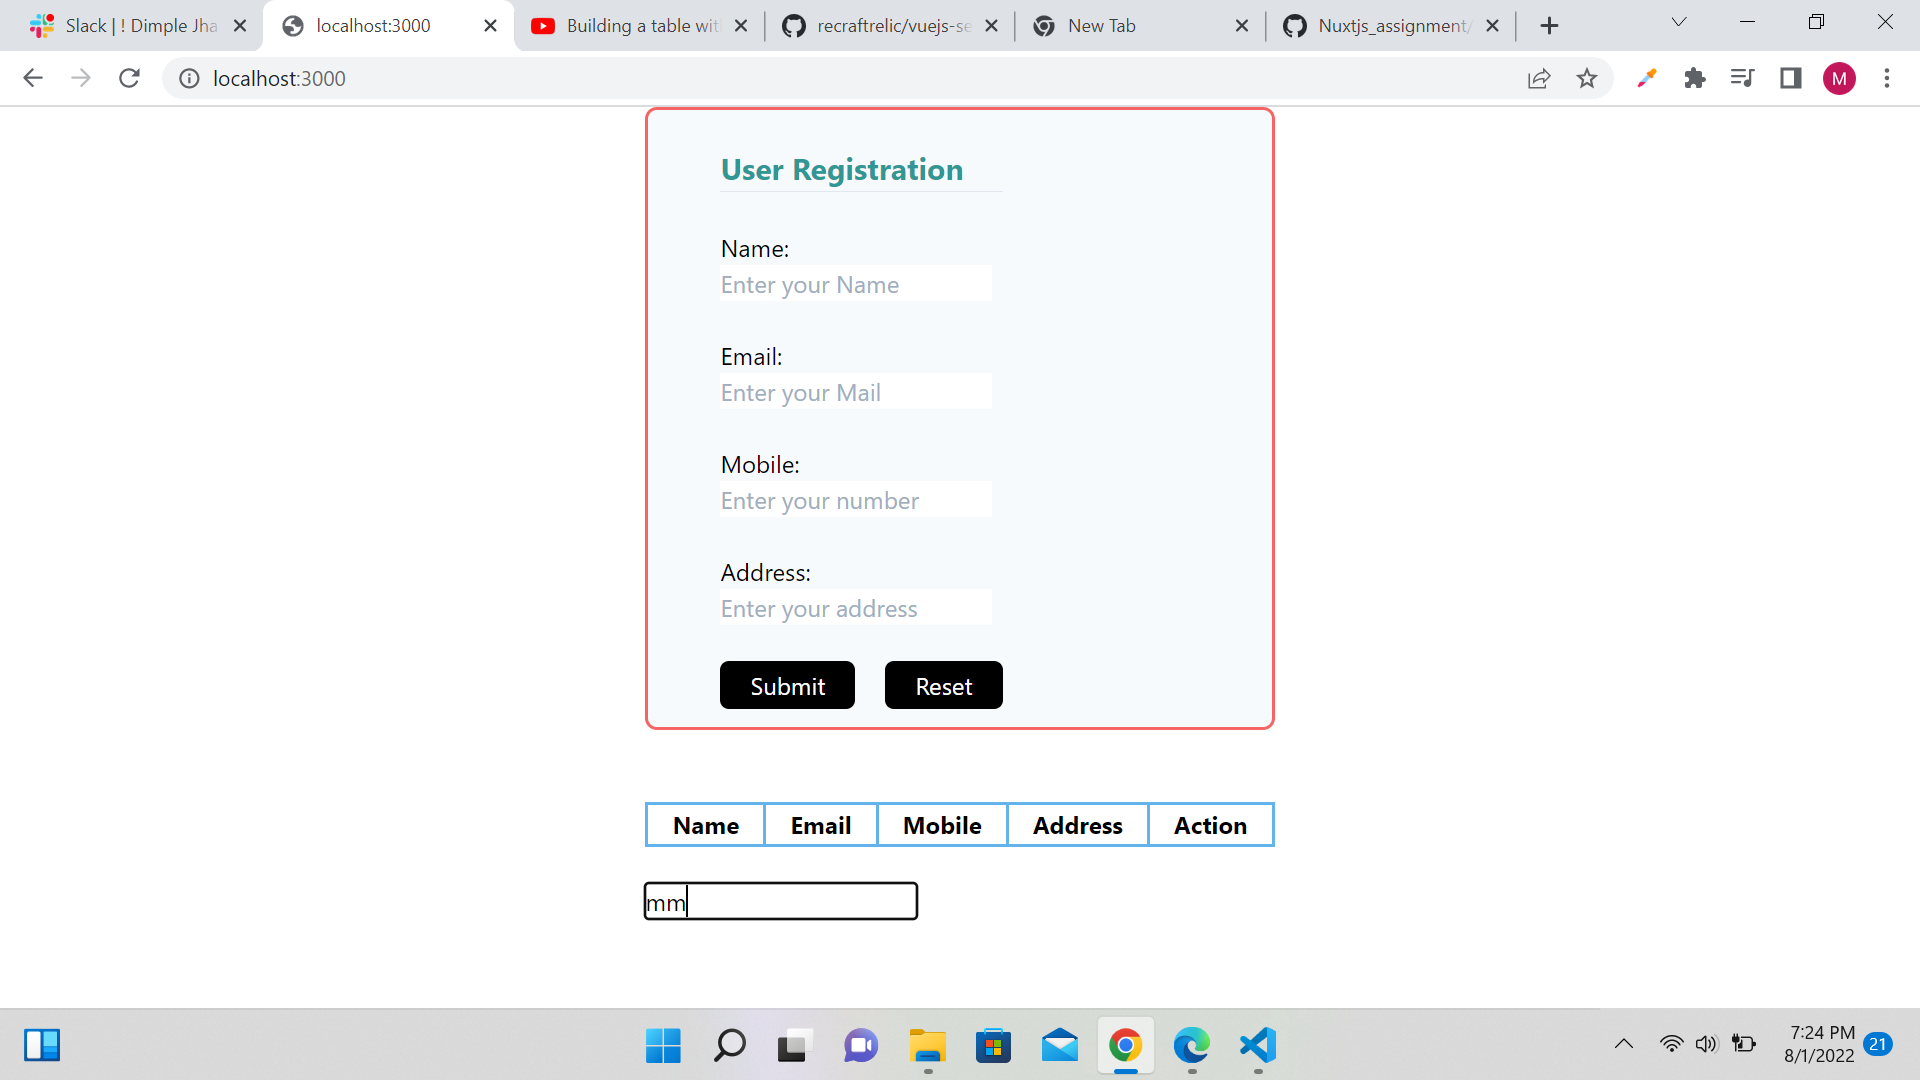 Slack | ! Dimple Jha
localhost:3000
Building a table wit
recraftrelic/vuejs-se
New Tab
Nuxtjs_assignment/
localhost:3000
M
User Registration
Name:
Enter your Name
Email:
Enter your Mail
Mobile:
Enter your number
Address:
Enter your address
Submit Reset
Name Email Mobile Address Action
mm
7:24 PM
8/1/2022
21